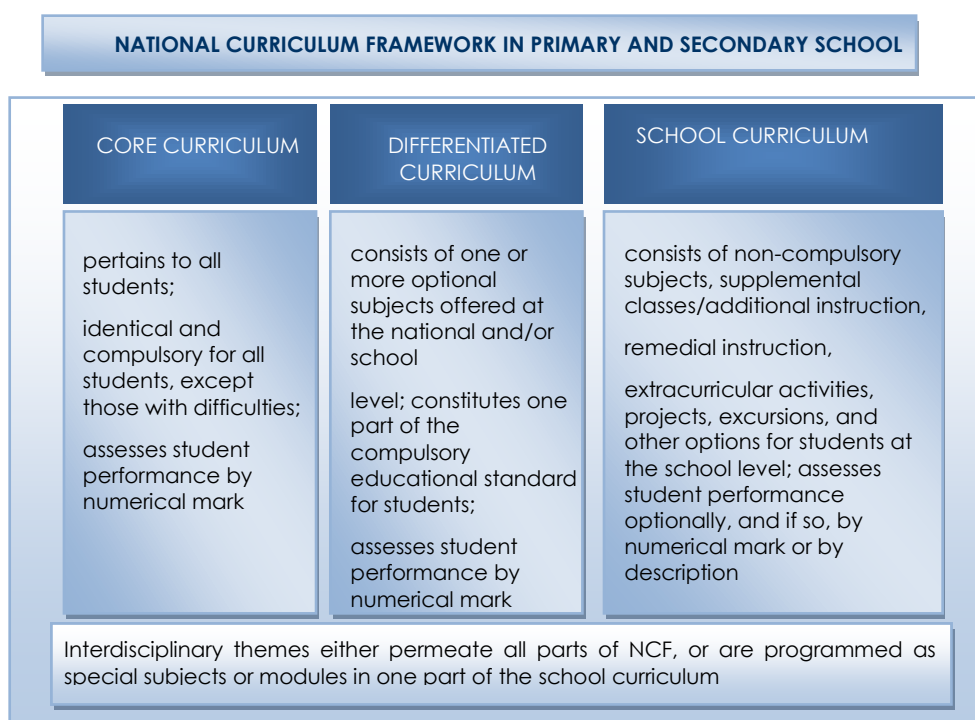 NATIONAL CURRICULUM FRAMEWORK IN PRIMARY AND SECONDARY SCHOOL
CORE CURRICULUM
pertains to all
students;
identical and
compulsory for all
students, except
those with difficulties;
assesses student
performance by
numerical mark
DIFFERENTIATED
CURRICULUM
consists of one or
more optional
subjects offered at
the national and/or
school
level; constitutes one
part of the
compulsory
educational standard
for students;
assesses student
performance by
numerical mark
SCHOOL CURRICULUM
consists of non-compulsory
subjects, supplemental
classes/additional instruction,
remedial instruction,
extracurricular activities,
projects, excursions, and
other options for students at
the school level; assesses
student performance
optionally, and if so, by
numerical mark or by
description
Interdisciplinary themes either permeate all parts of NCF, or are programmed as
special subjects or modules in one part of the school curriculum